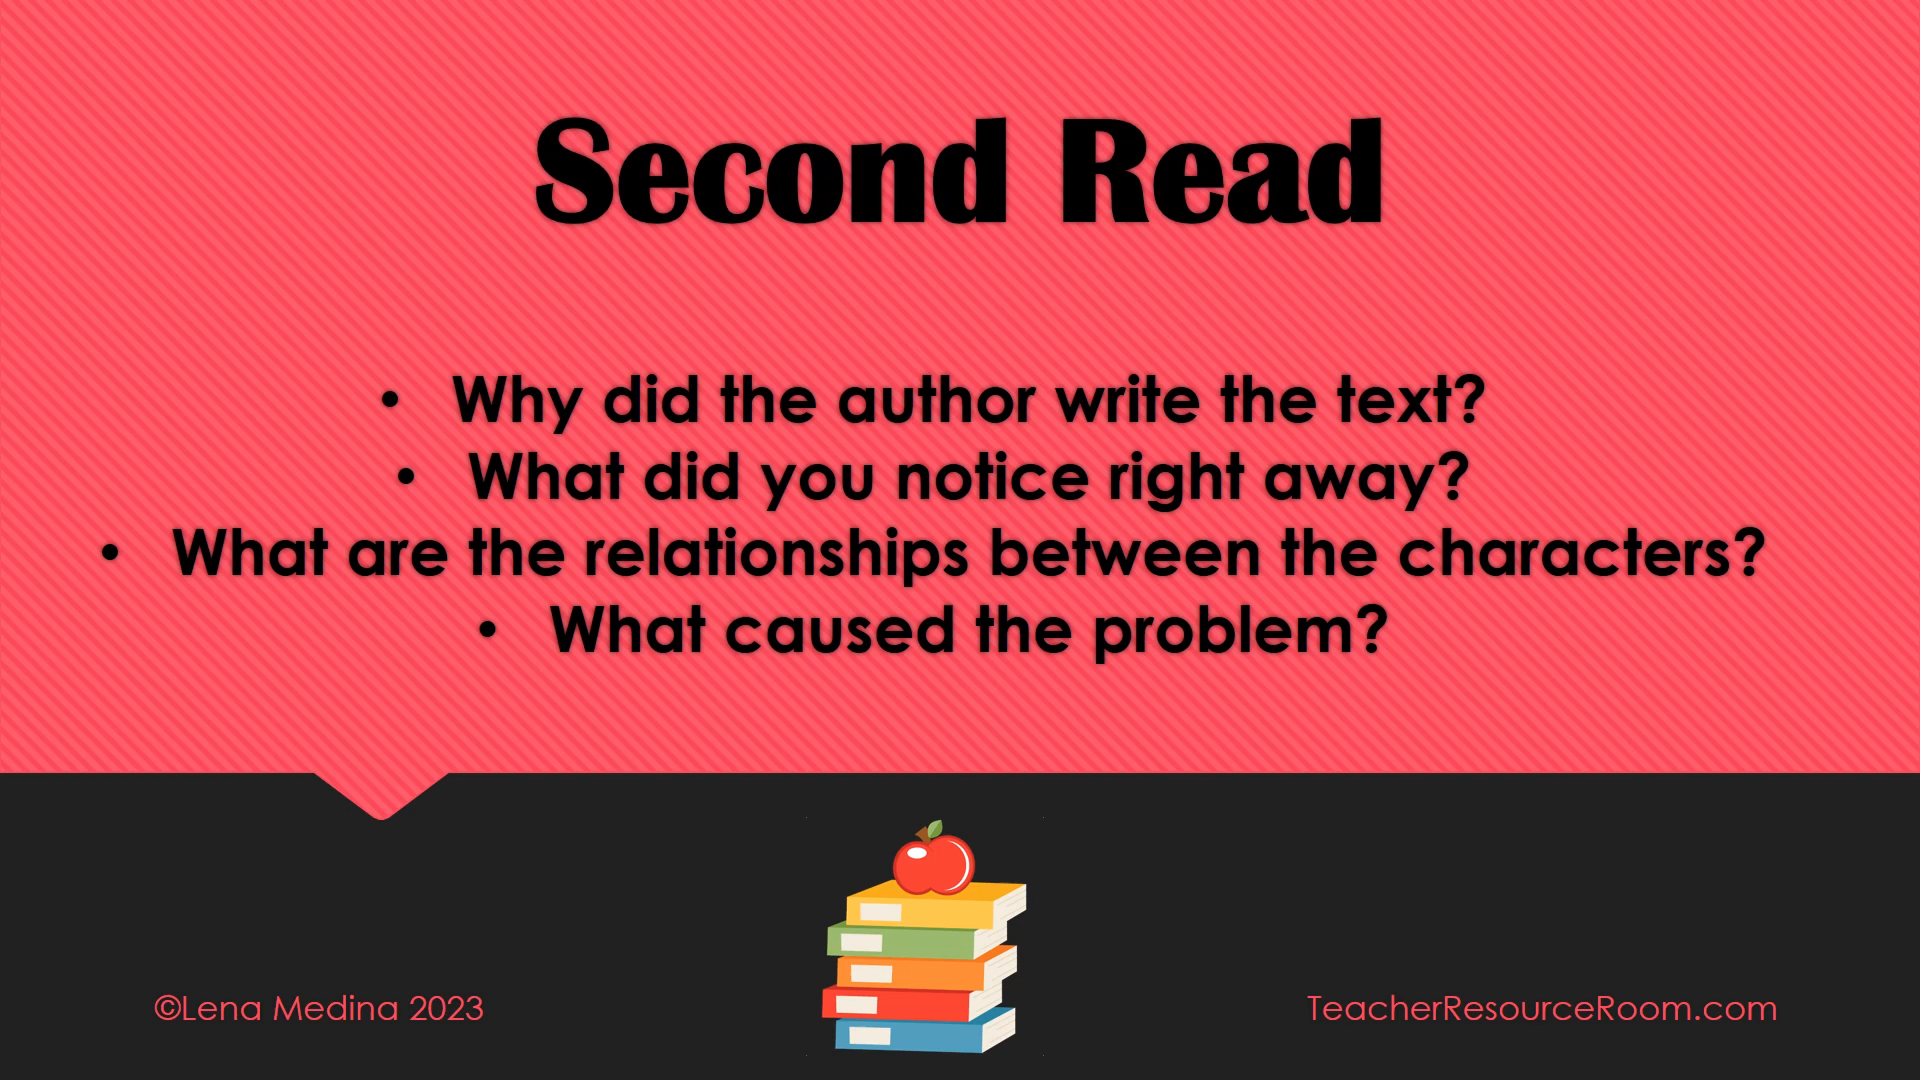 Second Read
• Why did the author write the text?
• What did you notice right away?
• What are the relationships between the characters?
• What caused the problem?
©Lena Medina 2023
TeacherResourceRoom.com